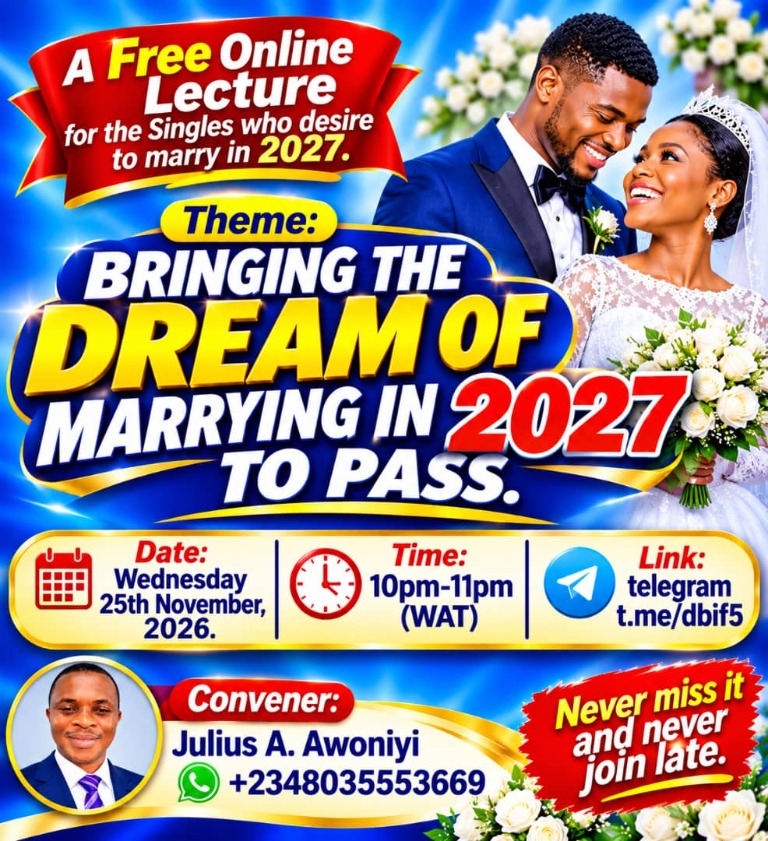 A Free Online
Lecture
for the Singles who desire
to marry in 2027.
Theme:
BRINGING THE
DREAM OF
MARRYING IN 2027
TO PASS.
Date:
Wednesday
25th November,
2026.
Time:
10pm-11pm
(WAT)
Link:
telegram
t.me/dbif5
Convener:
Julius A. Awoniyi
+2348035553669
Never miss it
and never
join late.